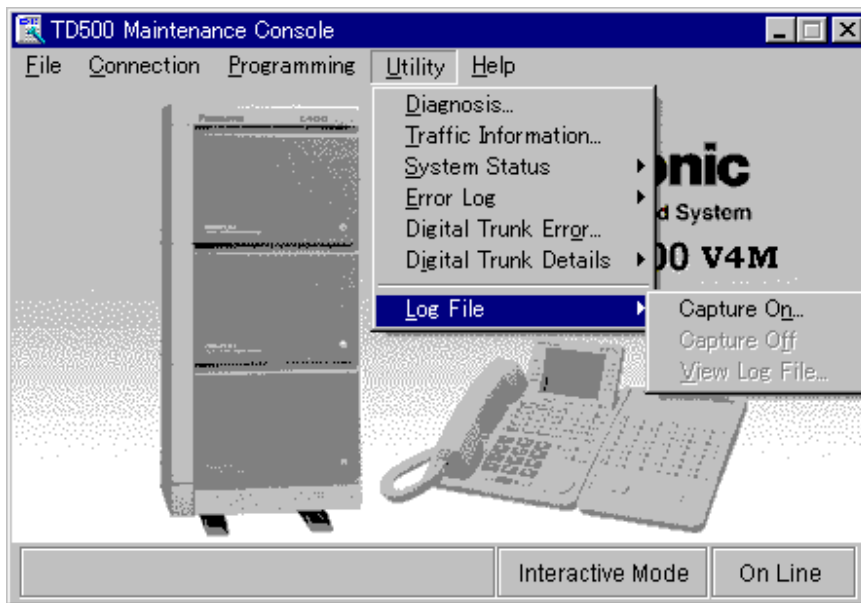 TD500 Maintenance Console
File Connection Programming Utility Help
Diagnosis...
Traffic Information...
System Status
Error Log
Digital Trunk Error...
Digital Trunk Details
Log File
Capture On...
Capture Off
View Log File...
Panasonic
onic
d System
00 V4M
Interactive Mode
On Line